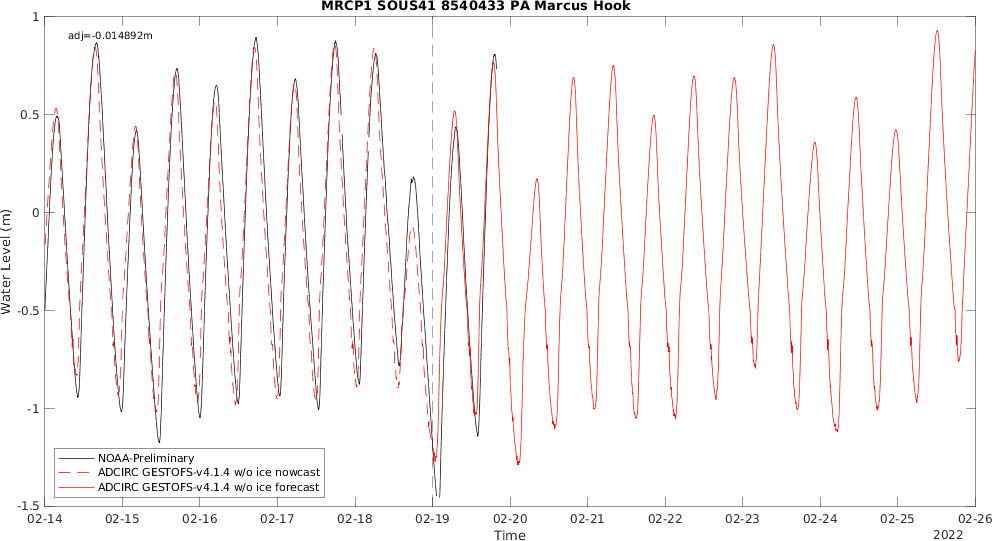 MRCP1 SOUS41 8540433 PA Marcus Hook
adj=-0.014892m
1
0.5
0
-0.5
-1
-1.5
Water Level (m)
NOAA-Preliminary
ADCIRC GESTOFS-v4.1.4 w/o ice nowcast
ADCIRC GESTOFS-v4.1.4 w/o ice forecast
02-14 02-15 02-16 02-17 02-18 02-19 02-20 02-21 02-22 02-23 02-24 02-25 02-26
Time
2022